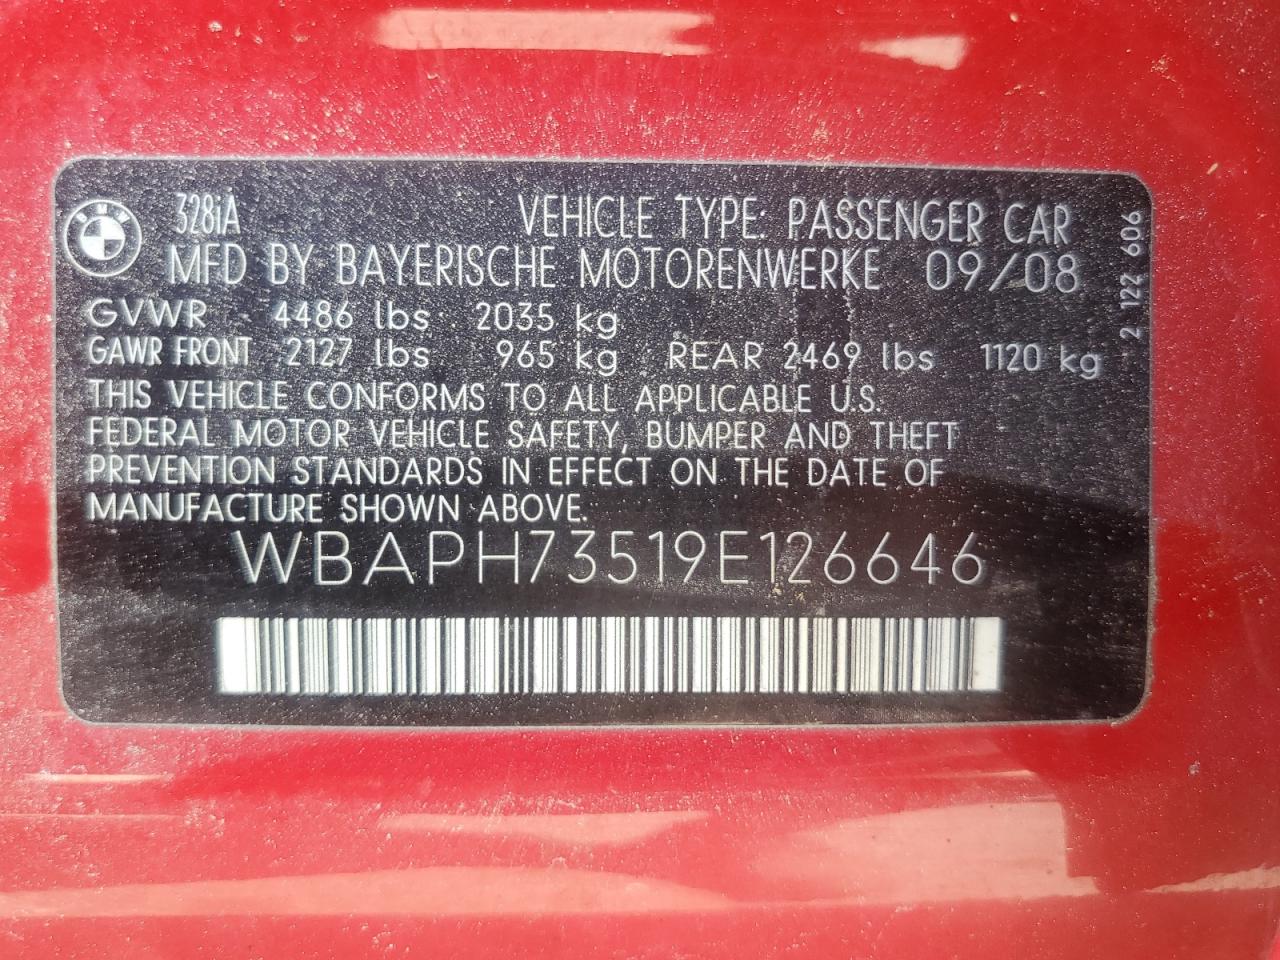 BMW
328iA VEHICLE TYPE: PASSENGER CAR
MFD BY BAYERISCHE MOTORENWERKE 09/08
GVWR 4486 lbs 2035 kg
GAWR FRONT 2127 lbs 965 kg REAR 2469 lbs 1120 kg
THIS VEHICLE CONFORMS TO ALL APPLICABLE U.S.
FEDERAL MOTOR VEHICLE SAFETY, BUMPER AND THEFT
PREVENTION STANDARDS IN EFFECT ON THE DATE OF
MANUFACTURE SHOWN ABOVE.
WBAPH73519E126646
2 122 606